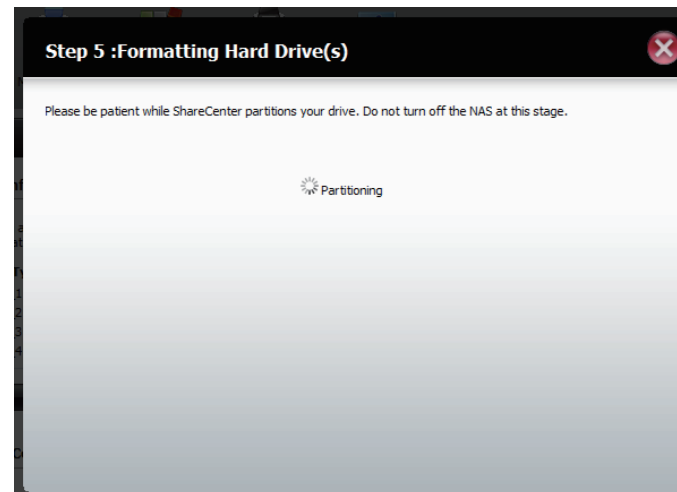 Step 5 :Formatting Hard Drive(s)
Please be patient while ShareCenter partitions your drive. Do not turn off the NAS at this stage.
Partitioning